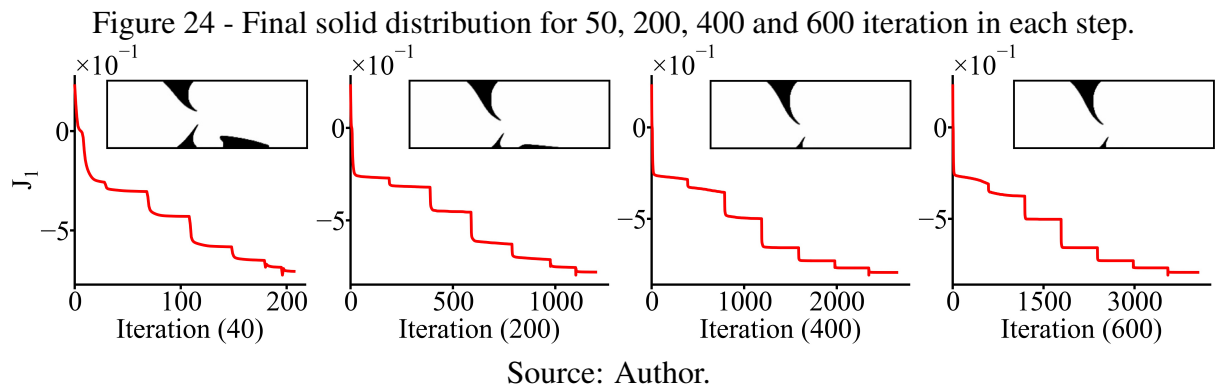 Figure 24 - Final solid distribution for 50, 200, 400 and 600 iteration in each step.
×10⁻¹ ×10⁻¹ ×10⁻¹ ×10⁻¹
0 0 0 0
J₁
−5 −5 −5 −5
0 100 200 0 500 1000 0 1000 2000 0 1500 3000
Iteration (40) Iteration (200) Iteration (400) Iteration (600)
Source: Author.